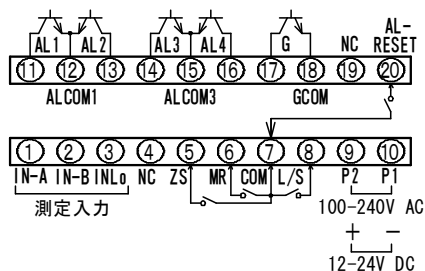 AL1 AL2 AL3 AL4 G NC AL-RESET
11 12 13 14 15 16 17 18 19 20
ALCOM1 ALCOM3 GCOM
1 2 3 4 5 6 7 8 9 10
IN-A IN-B INLo NC ZS MR COM L/S P2 P1
測定入力 100-240V AC
+ −
12-24V DC